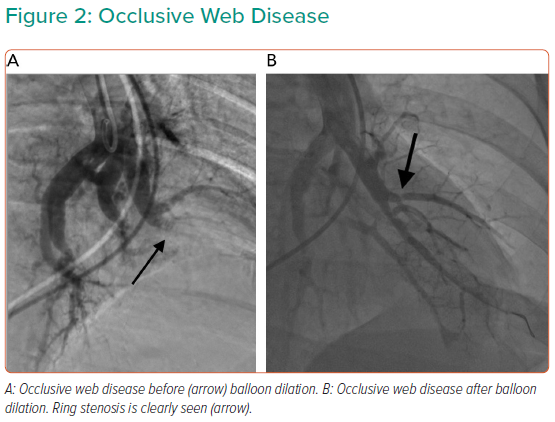 Figure 2: Occlusive Web Disease
A
B
A: Occlusive web disease before (arrow) balloon dilation. B: Occlusive web disease after balloon
dilation. Ring stenosis is clearly seen (arrow).